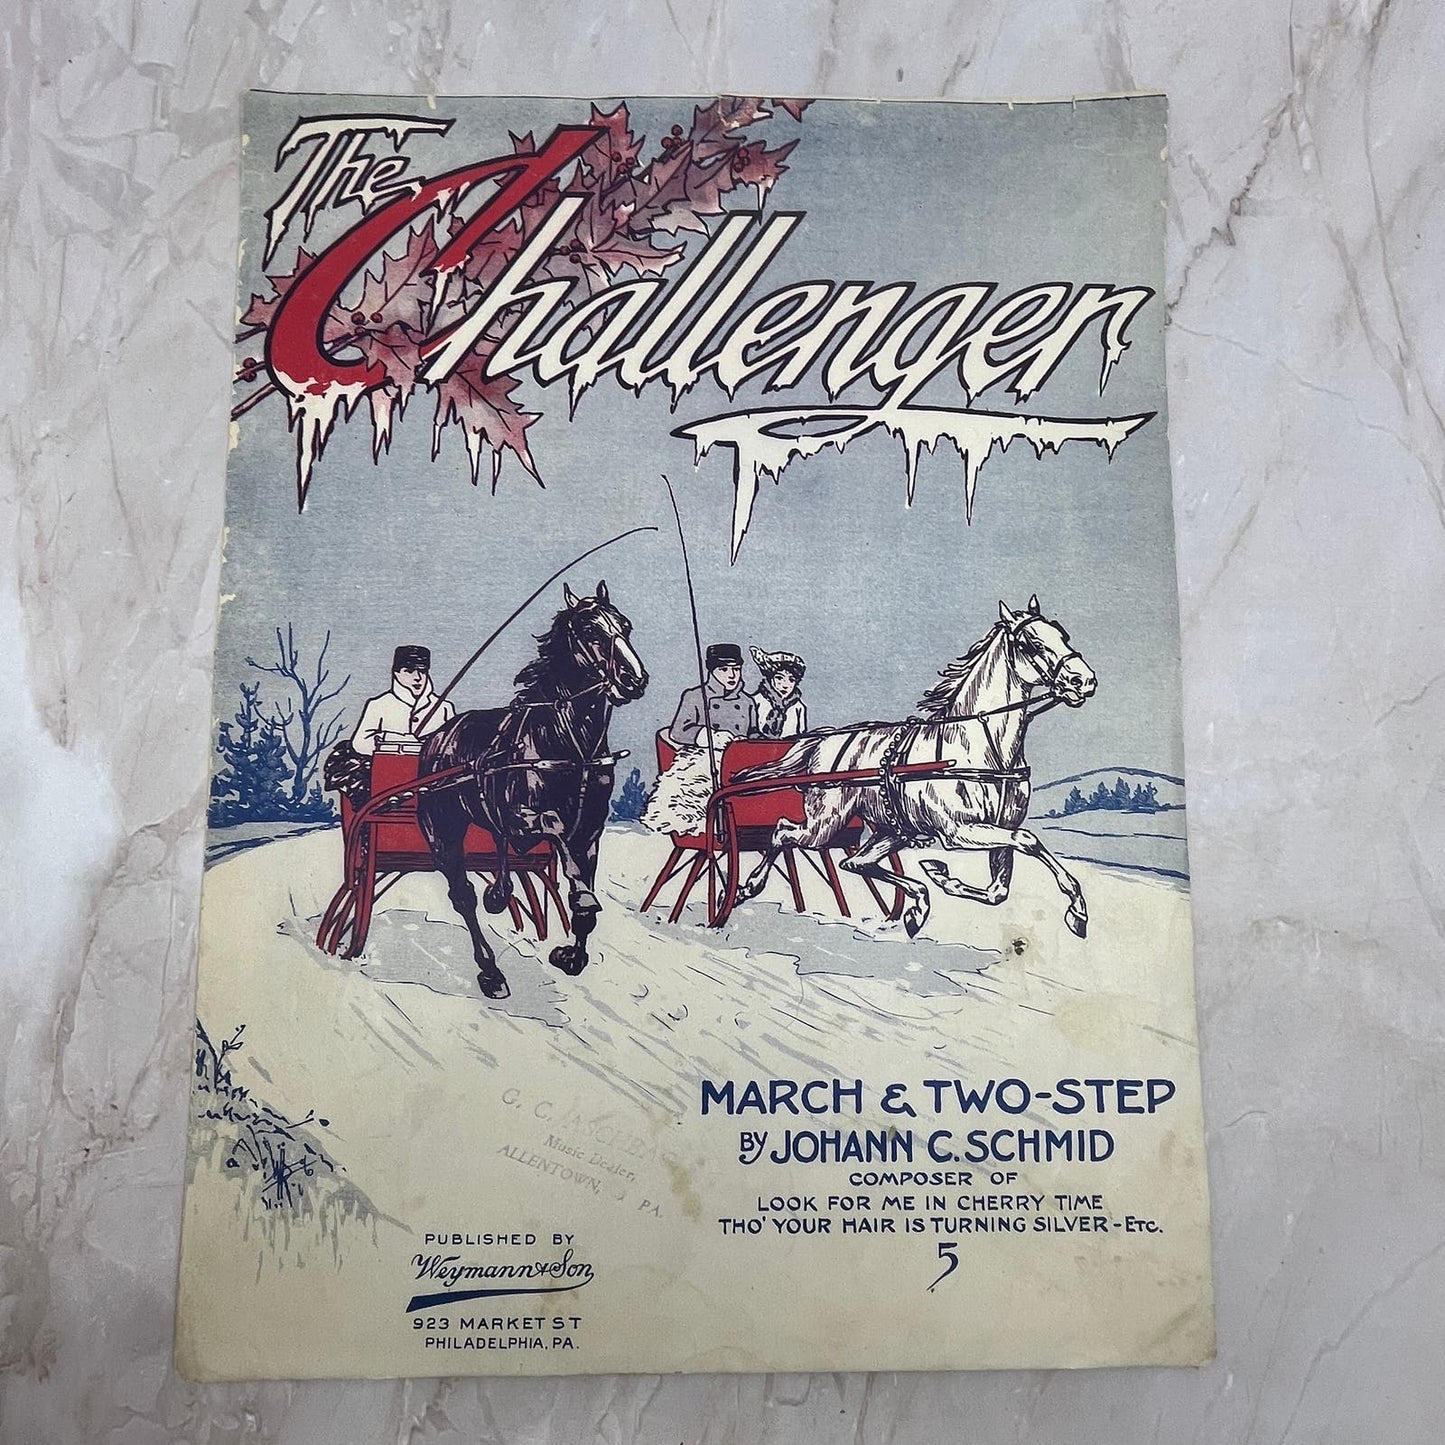 The
Challenger
MARCH & TWO-STEP
BY JOHANN C. SCHMID
COMPOSER OF
LOOK FOR ME IN CHERRY TIME
THO' YOUR HAIR IS TURNING SILVER - ETC.
5
G. C.
Music Dealer,
ALLENTOWN, PA.
PUBLISHED BY
Weymann & Son
923 MARKET ST
PHILADELPHIA, PA.